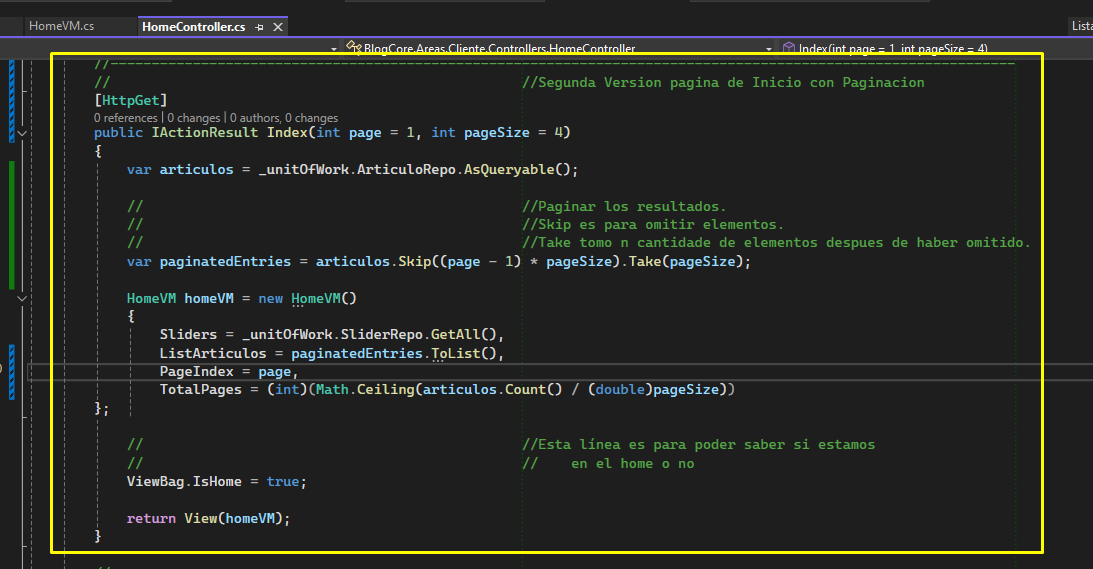 HomeVM.cs HomeController.cs Lista
BlogCore.Areas.Cliente.Controllers.HomeController Index(int page = 1, int pageSize = 4)
//--------------------------------------------------------------------------------------------------------------
// //Segunda Version pagina de Inicio con Paginacion
[HttpGet]
0 references | 0 changes | 0 authors, 0 changes
public IActionResult Index(int page = 1, int pageSize = 4)
{
var articulos = _unitOfWork.ArticuloRepo.AsQueryable();
// //Paginar los resultados.
// //Skip es para omitir elementos.
// //Take tomo n cantidade de elementos despues de haber omitido.
var paginatedEntries = articulos.Skip((page - 1) * pageSize).Take(pageSize);
HomeVM homeVM = new HomeVM()
{
Sliders = _unitOfWork.SliderRepo.GetAll(),
ListArticulos = paginatedEntries.ToList(),
PageIndex = page,
TotalPages = (int)(Math.Ceiling(articulos.Count() / (double)pageSize))
};
// //Esta línea es para poder saber si estamos
// // en el home o no
ViewBag.IsHome = true;
return View(homeVM);
}